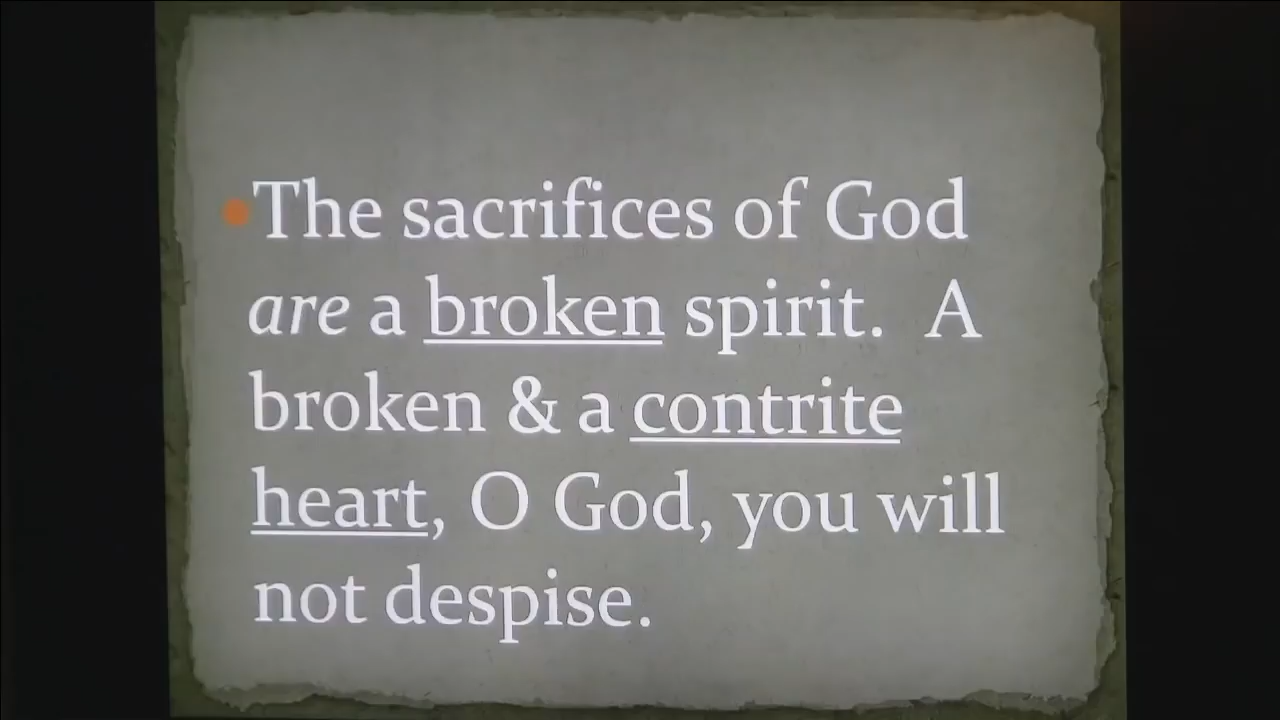 •The sacrifices of God
are a broken spirit. A
broken & a contrite
heart, O God, you will
not despise.